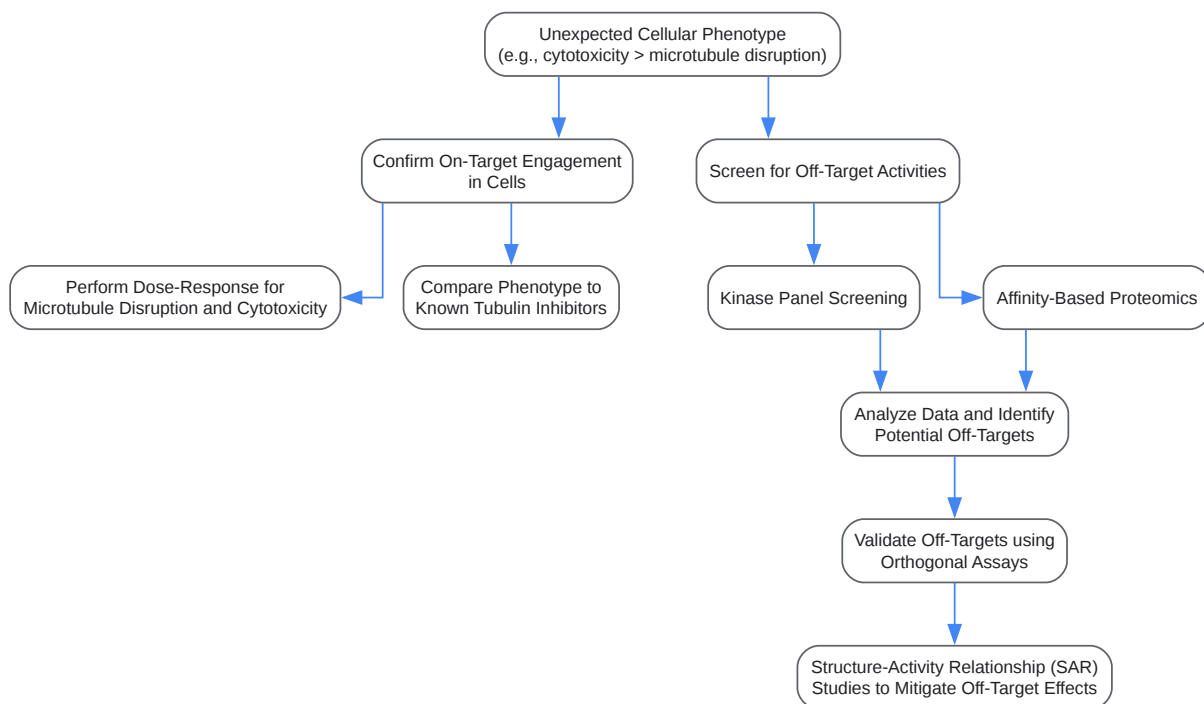 Unexpected Cellular Phenotype
(e.g., cytotoxicity > microtubule disruption)
Confirm On-Target Engagement
in Cells
Screen for Off-Target Activities
Perform Dose-Response for
Microtubule Disruption and Cytotoxicity
Compare Phenotype to
Known Tubulin Inhibitors
Kinase Panel Screening
Affinity-Based Proteomics
Analyze Data and Identify
Potential Off-Targets
Validate Off-Targets using
Orthogonal Assays
Structure-Activity Relationship (SAR)
Studies to Mitigate Off-Target Effects